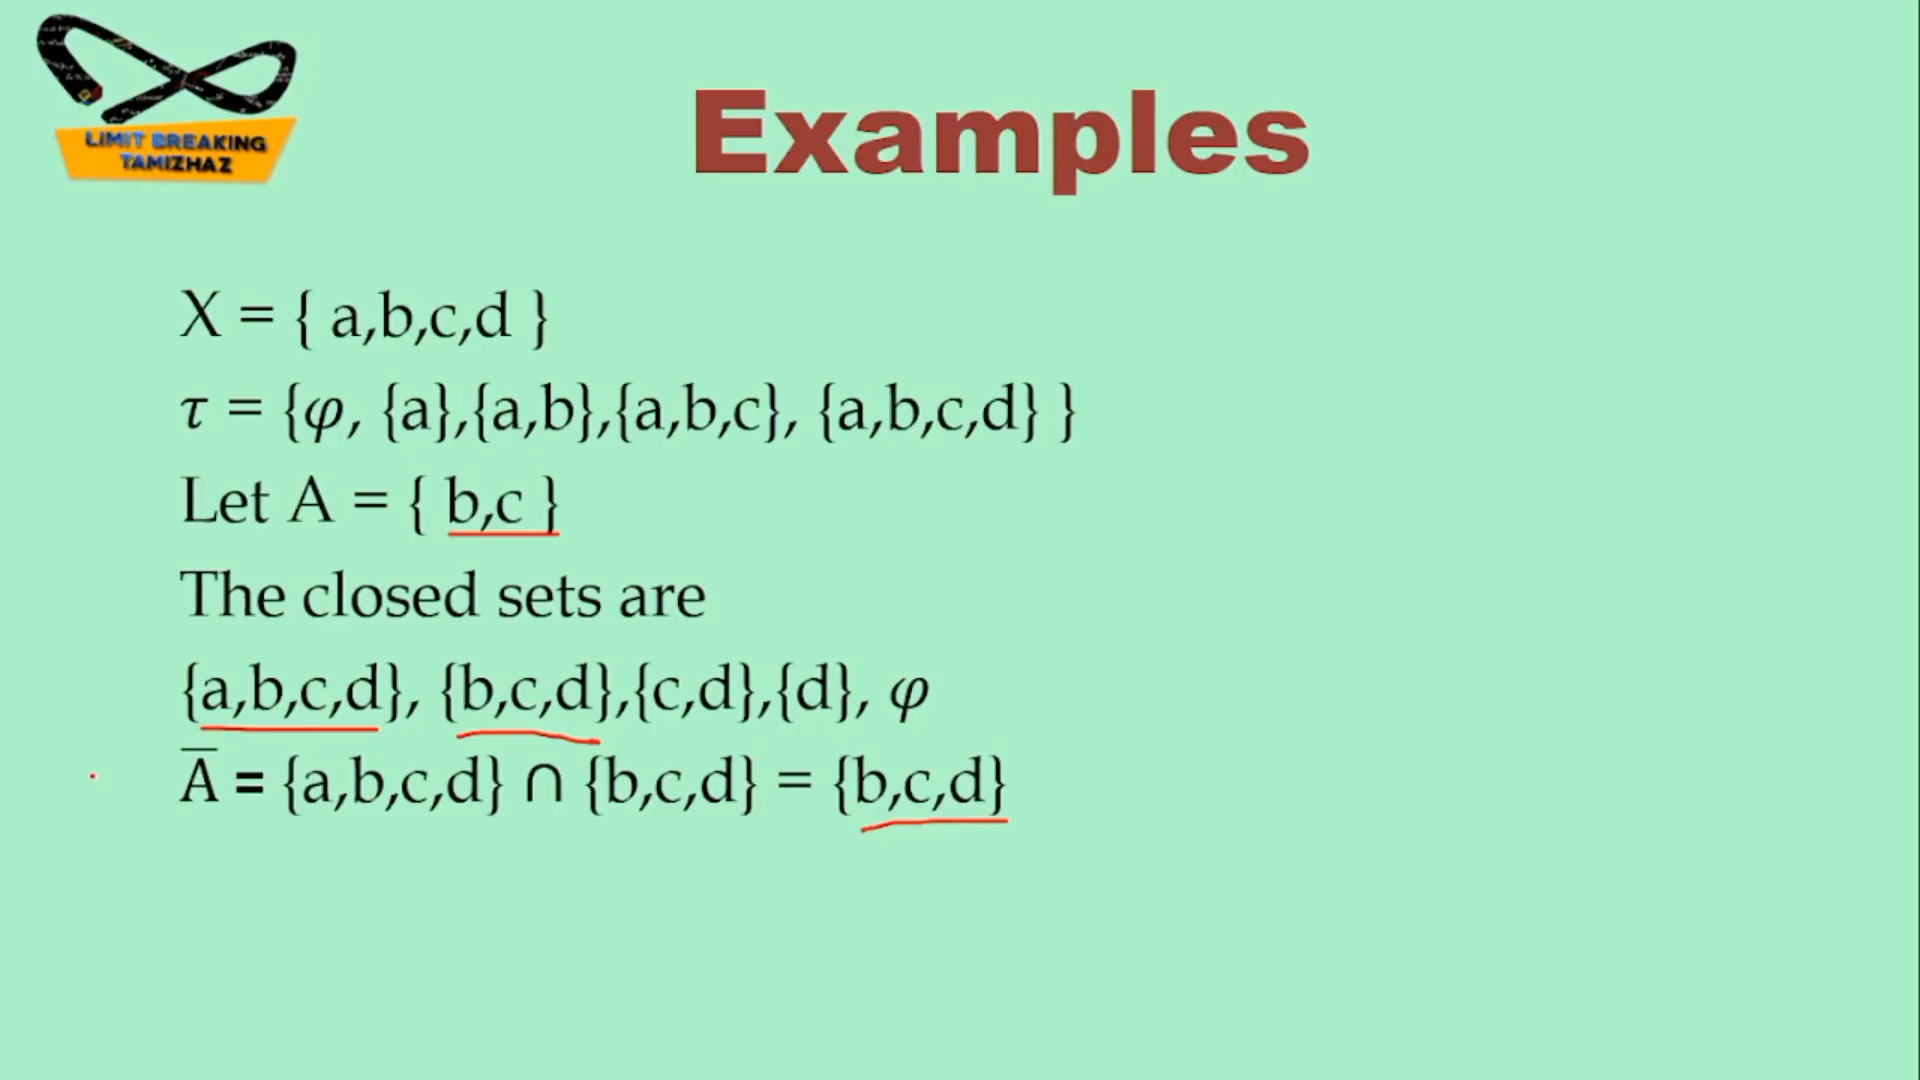 LIMIT BREAKING
TAMIZHAZ
Examples
X = { a,b,c,d }
τ = {φ, {a},{a,b},{a,b,c}, {a,b,c,d} }
Let A = { b,c }
The closed sets are
{a,b,c,d}, {b,c,d},{c,d},{d}, φ
A̅ = {a,b,c,d} ∩ {b,c,d} = {b,c,d}